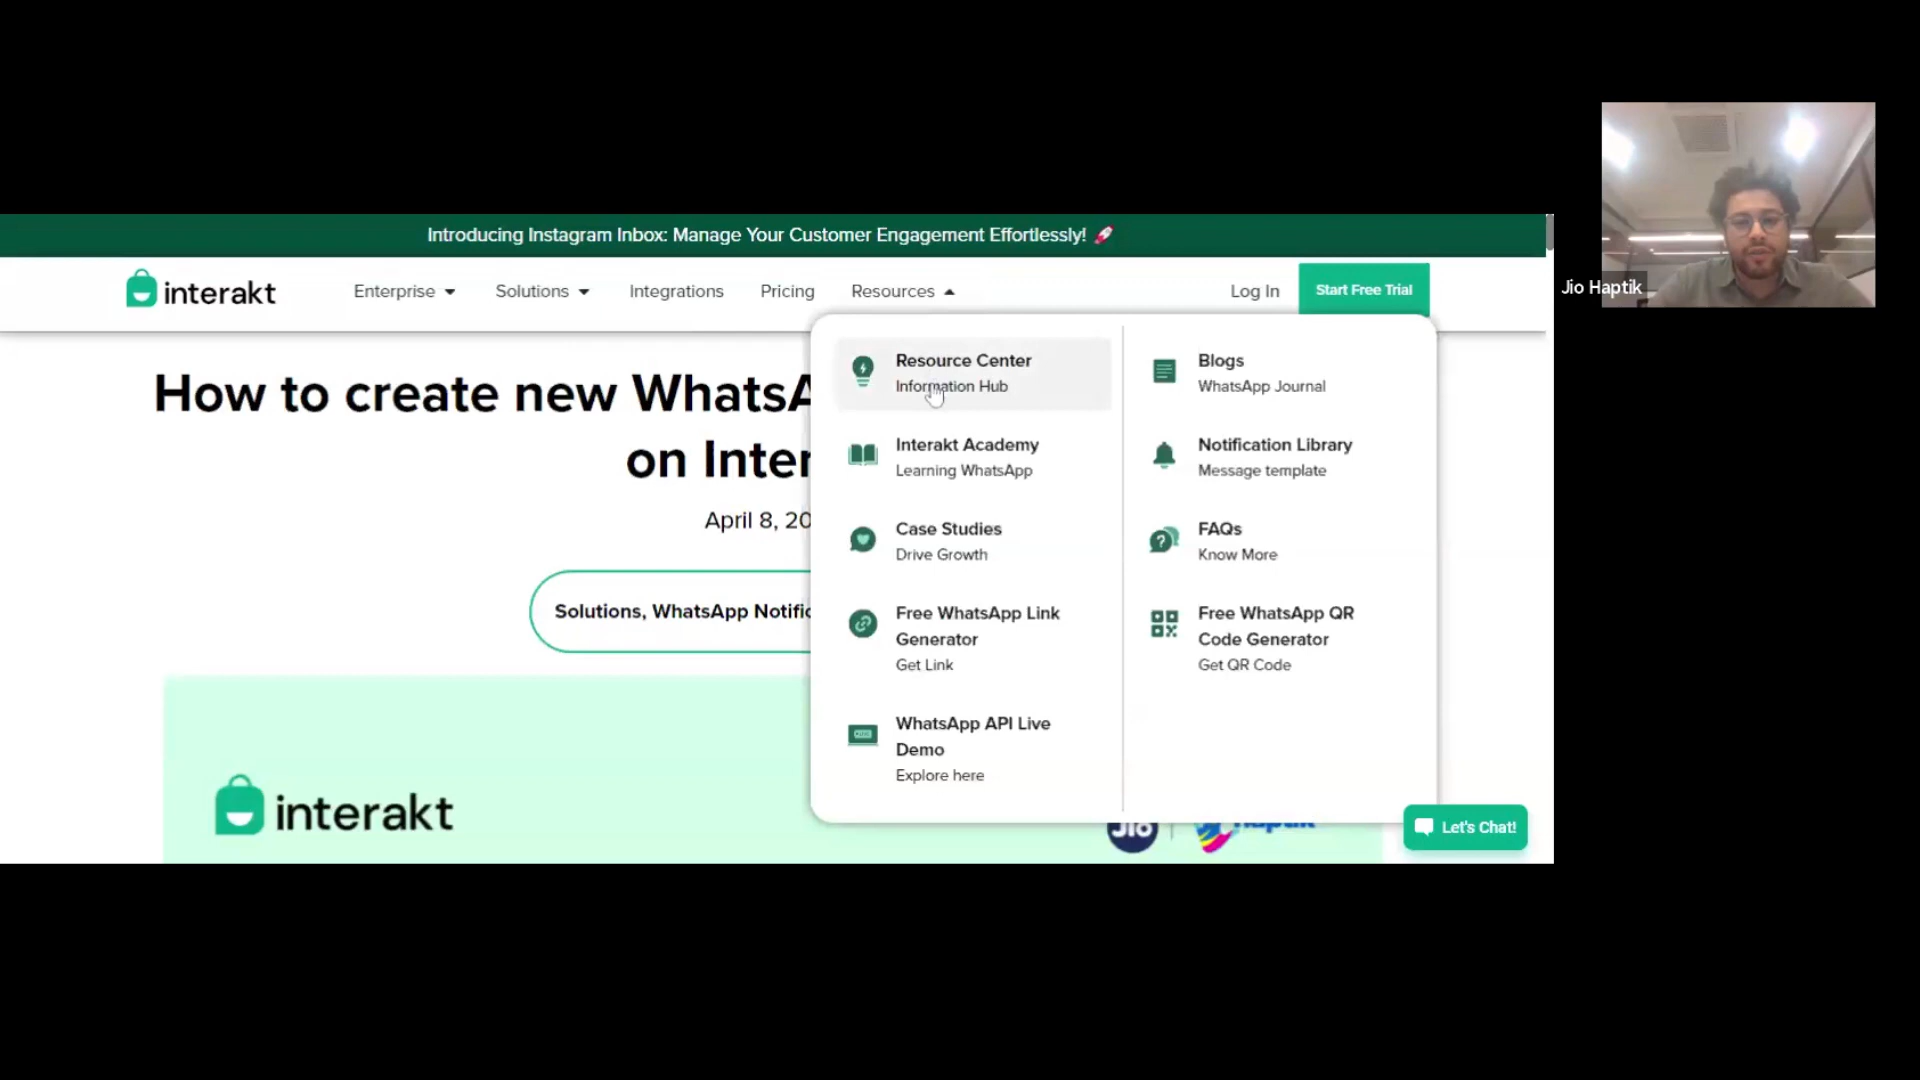 Introducing Instagram Inbox: Manage Your Customer Engagement Effortlessly! 🚀
interakt
Enterprise
Solutions
Integrations
Pricing
Resources
Log In
Start Free Trial
Jio Haptik
How to create new
on
April 8,
Solutions, WhatsApp
Resource Center
Information Hub
Interakt Academy
Learning WhatsApp
Case Studies
Drive Growth
Free WhatsApp Link
Generator
Get Link
WhatsApp API Live
Demo
Explore here
Blogs
WhatsApp Journal
Notification Library
Message template
FAQs
Know More
Free WhatsApp QR
Code Generator
Get QR Code
interakt
Jio
haptik
Let's Chat!